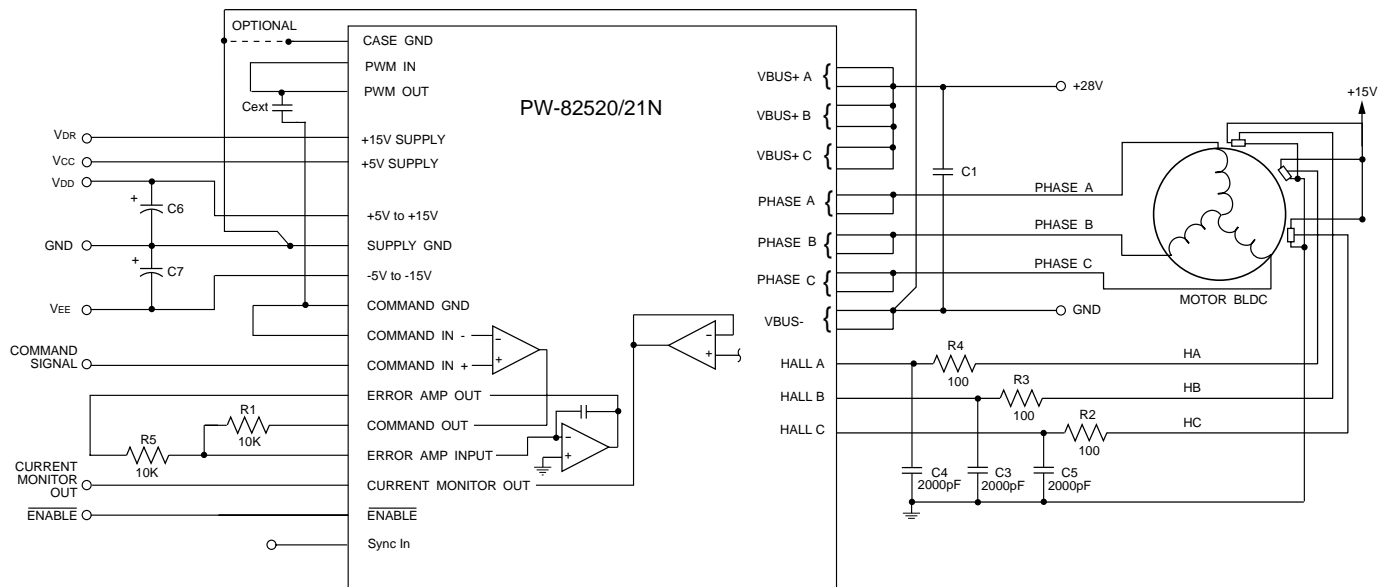 OPTIONAL
CASE GND
PWM IN
PWM OUT
Cext
PW-82520/21N
VDR
+15V SUPPLY
VCC
+5V SUPPLY
VDD
+
C6
+5V to +15V
GND
SUPPLY GND
+
C7
-5V to -15V
VEE
COMMAND GND
COMMAND IN -
COMMAND SIGNAL
COMMAND IN +
ERROR AMP OUT
R1
10K
COMMAND OUT
R5
10K
ERROR AMP INPUT
CURRENT
MONITOR
OUT
CURRENT MONITOR OUT
ENABLE
ENABLE
Sync In
−
+
−
+
−
+
VBUS+ A {
VBUS+ B {
VBUS+ C {
PHASE A {
PHASE B {
PHASE C {
VBUS- {
HALL A
HALL B
HALL C
+28V
C1
PHASE A
PHASE B
PHASE C
GND
+15V
MOTOR BLDC
R4
100
HA
R3
100
HB
R2
100
HC
C4
2000pF
C3
2000pF
C5
2000pF